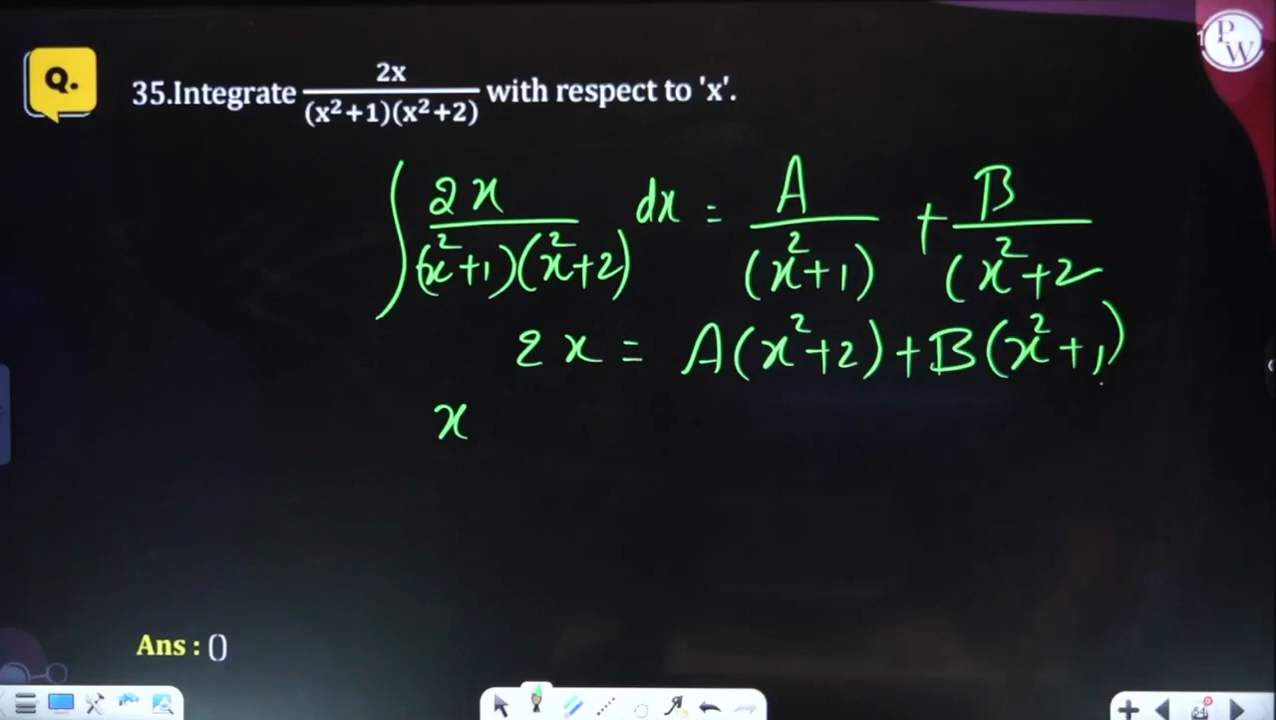 Q.
35.Integrate 2x/((x²+1)(x²+2)) with respect to 'x'.
PW
∫ 2x/((x²+1)(x²+2)) dx = A/(x²+1) + B/(x²+2
2x = A(x²+2)+B(x²+1)
x
Ans : ()
54